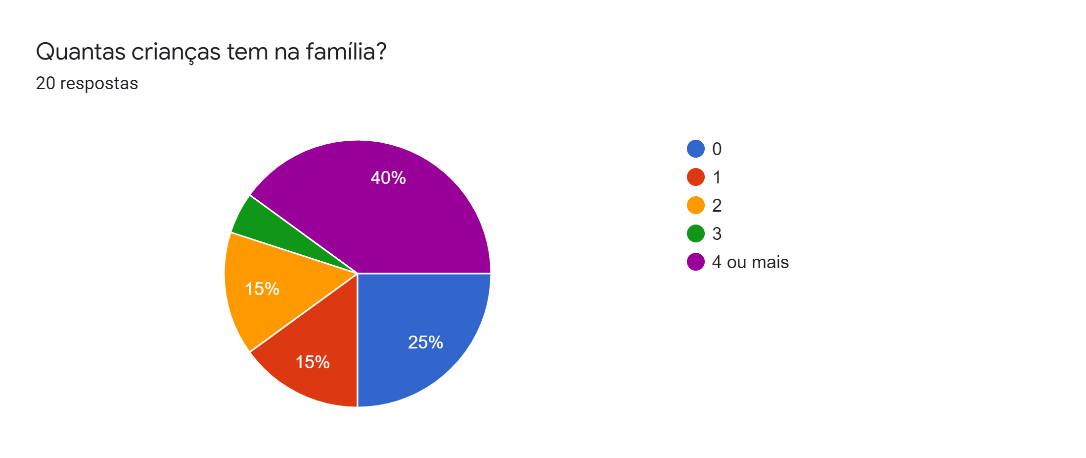 Quantas crianças tem na família?
20 respostas
40%
15%
15%
25%
0
1
2
3
4 ou mais